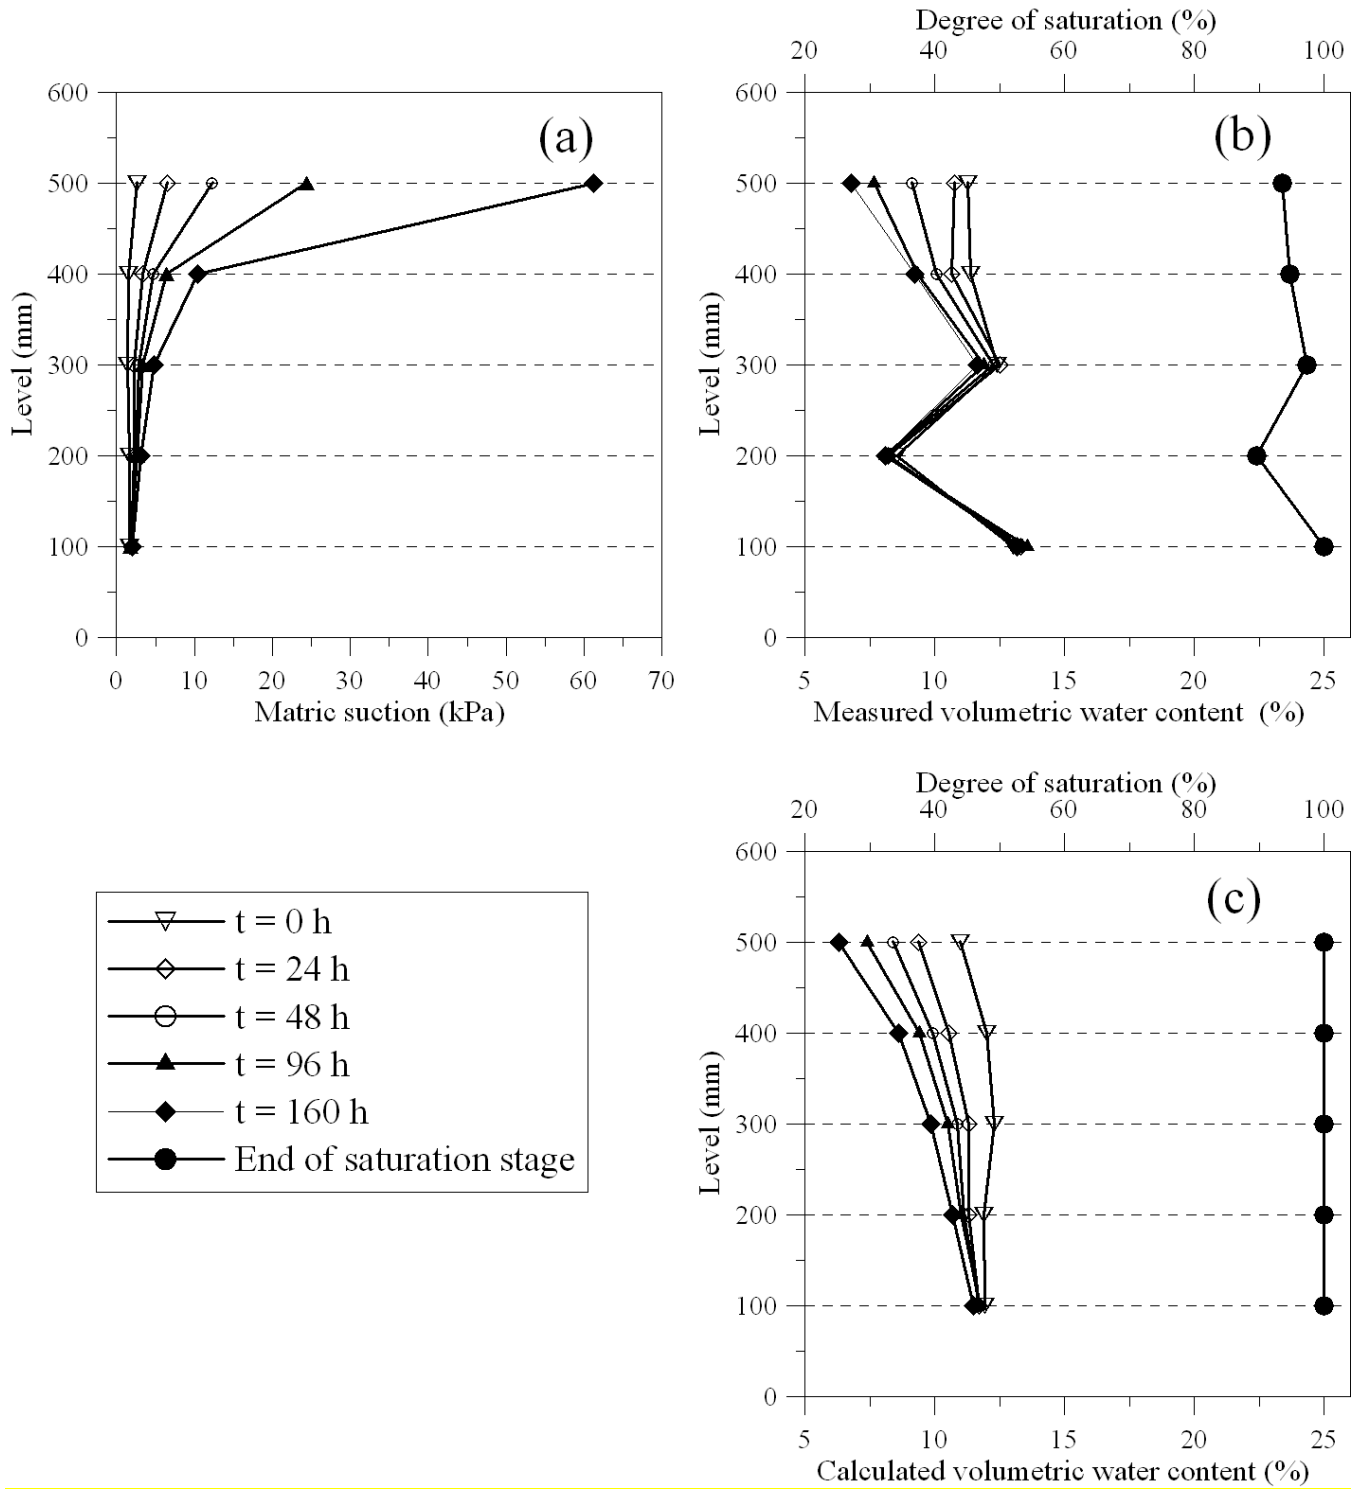 (a)
600
500
400
300
200
100
0
Level (mm)
0 10 20 30 40 50 60 70
Matric suction (kPa)
Degree of saturation (%)
20 40 60 80 100
(b)
600
500
400
300
200
100
0
Level (mm)
5 10 15 20 25
Measured volumetric water content (%)
t = 0 h
t = 24 h
t = 48 h
t = 96 h
t = 160 h
End of saturation stage
Degree of saturation (%)
20 40 60 80 100
(c)
600
500
400
300
200
100
0
Level (mm)
5 10 15 20 25
Calculated volumetric water content (%)